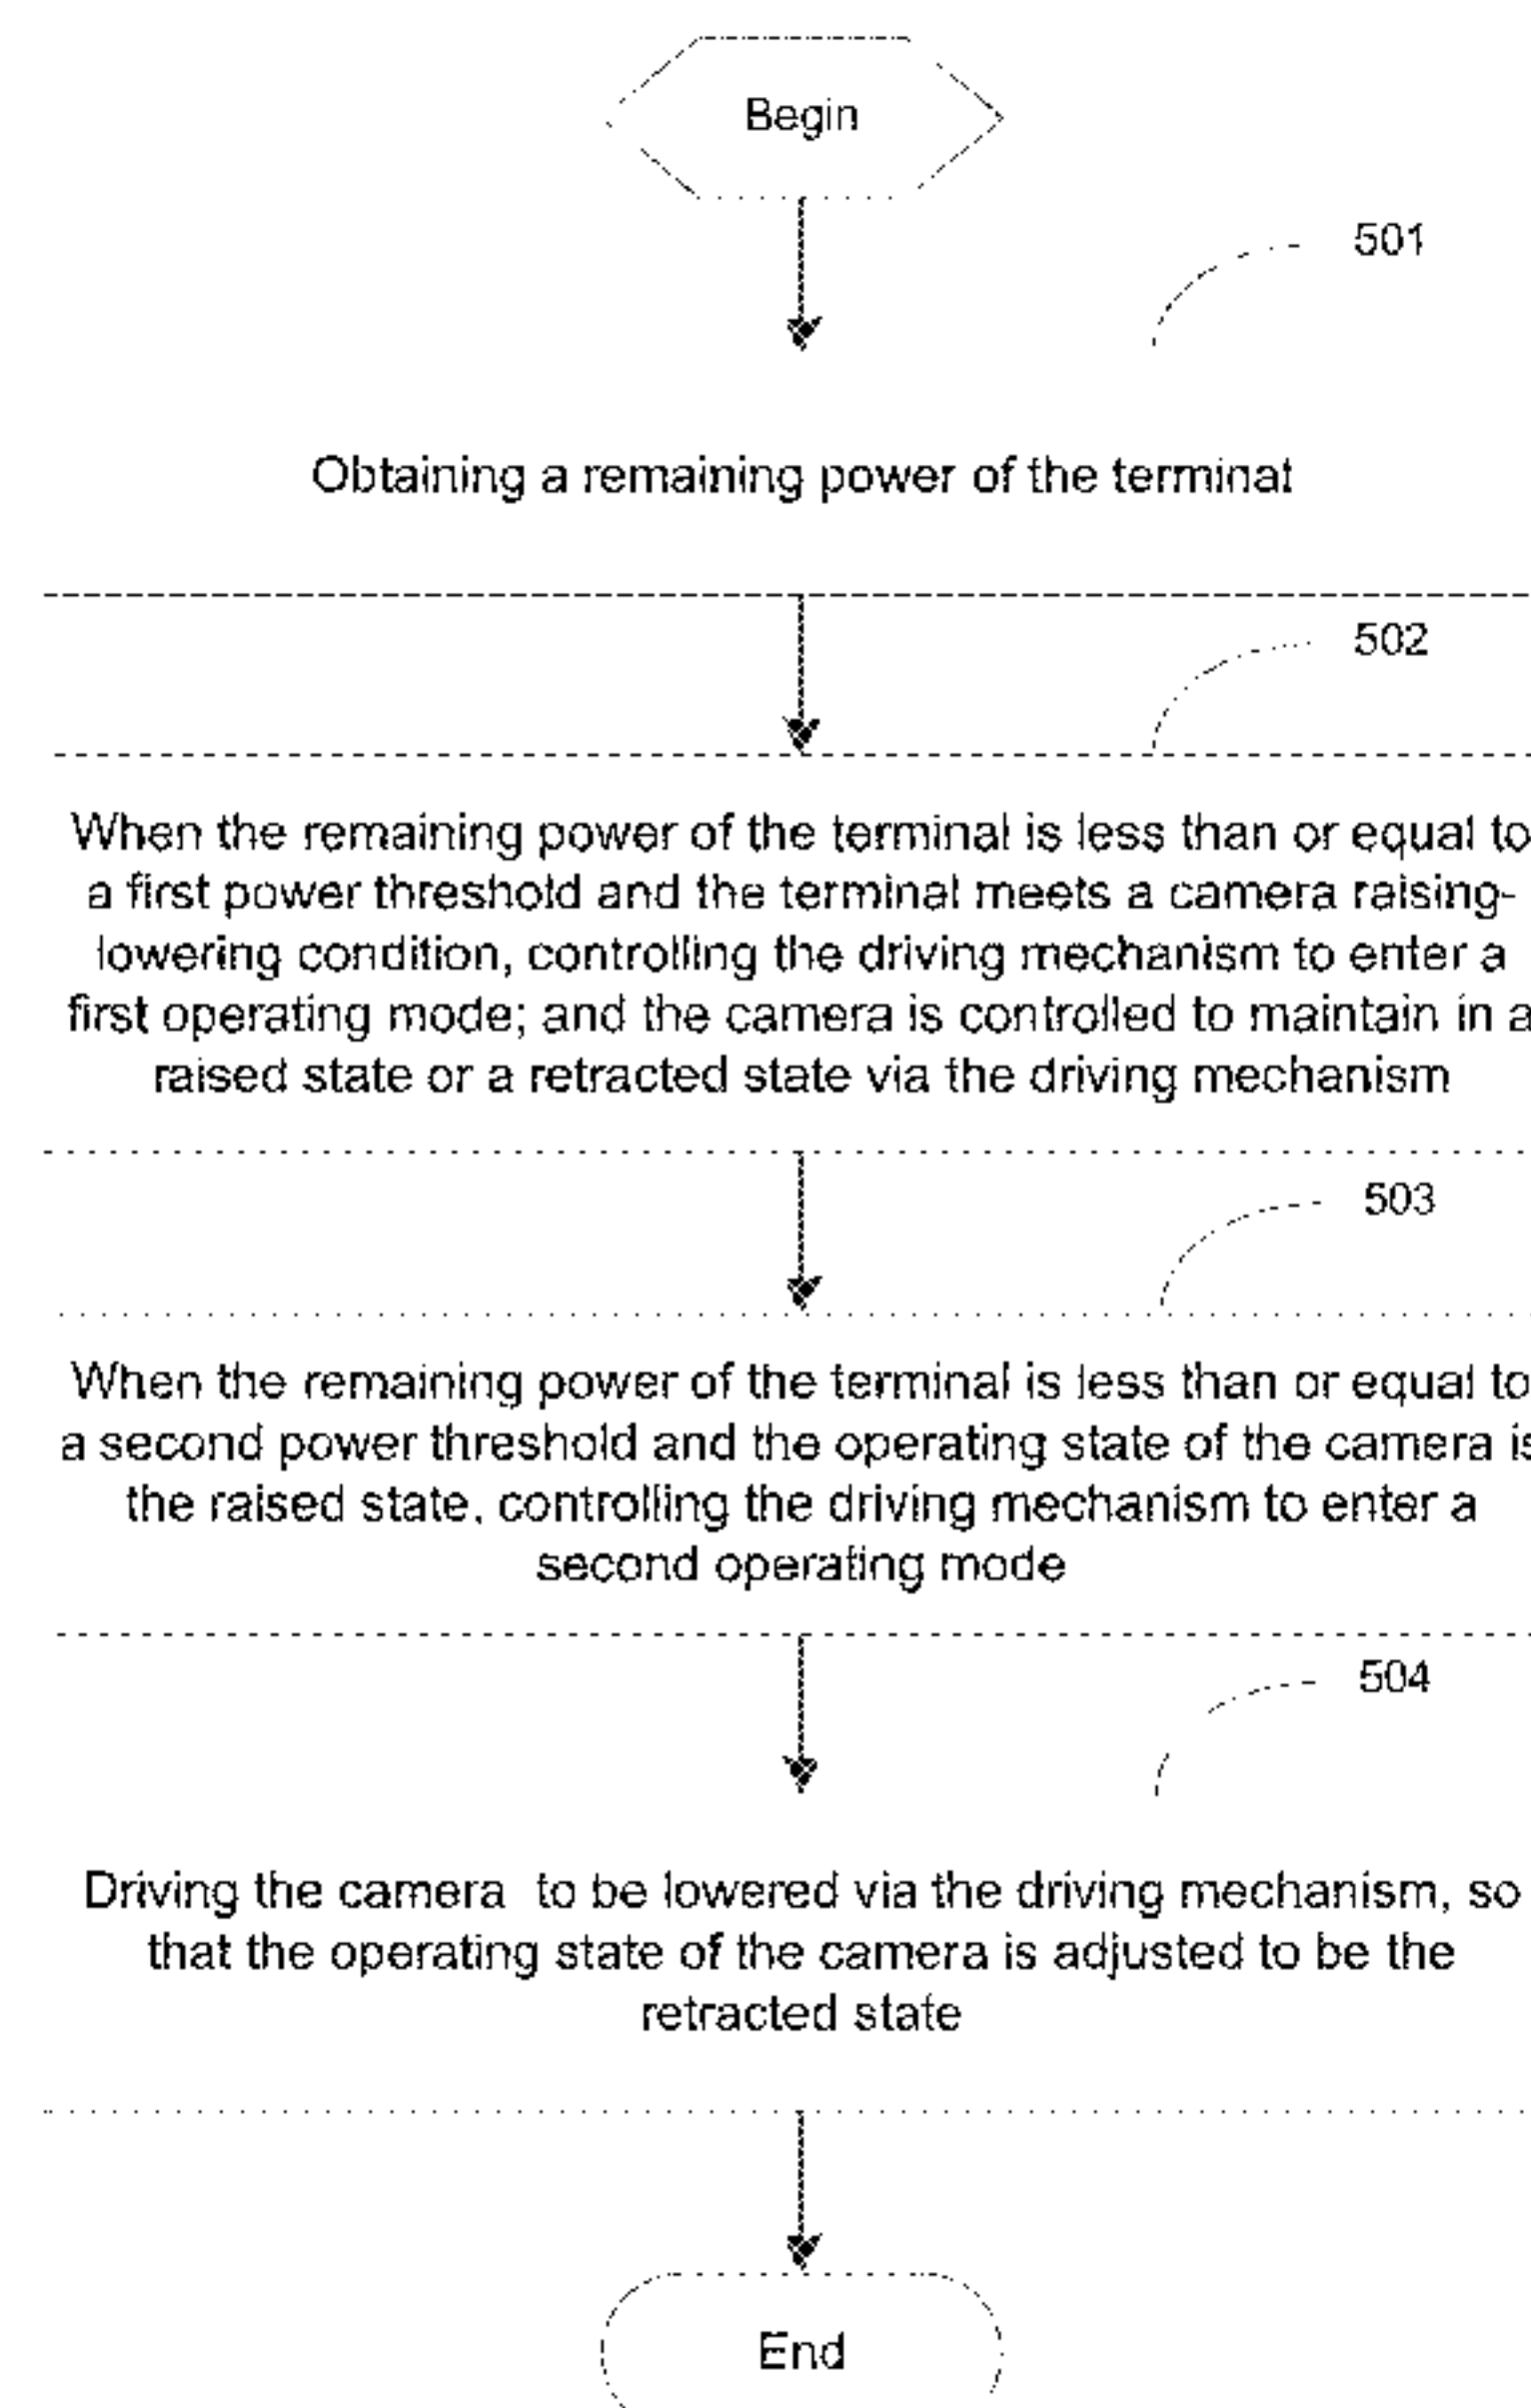 Begin
501
Obtaining a remaining power of the terminal
502
When the remaining power of the terminal is less than or equal to
a first power threshold and the terminal meets a camera raising-
lowering condition, controlling the driving mechanism to enter a
first operating mode; and the camera is controlled to maintain in a
raised state or a retracted state via the driving mechanism
503
When the remaining power of the terminal is less than or equal to
a second power threshold and the operating state of the camera is
the raised state, controlling the driving mechanism to enter a
second operating mode
504
Driving the camera to be lowered via the driving mechanism, so
that the operating state of the camera is adjusted to be the
retracted state
End